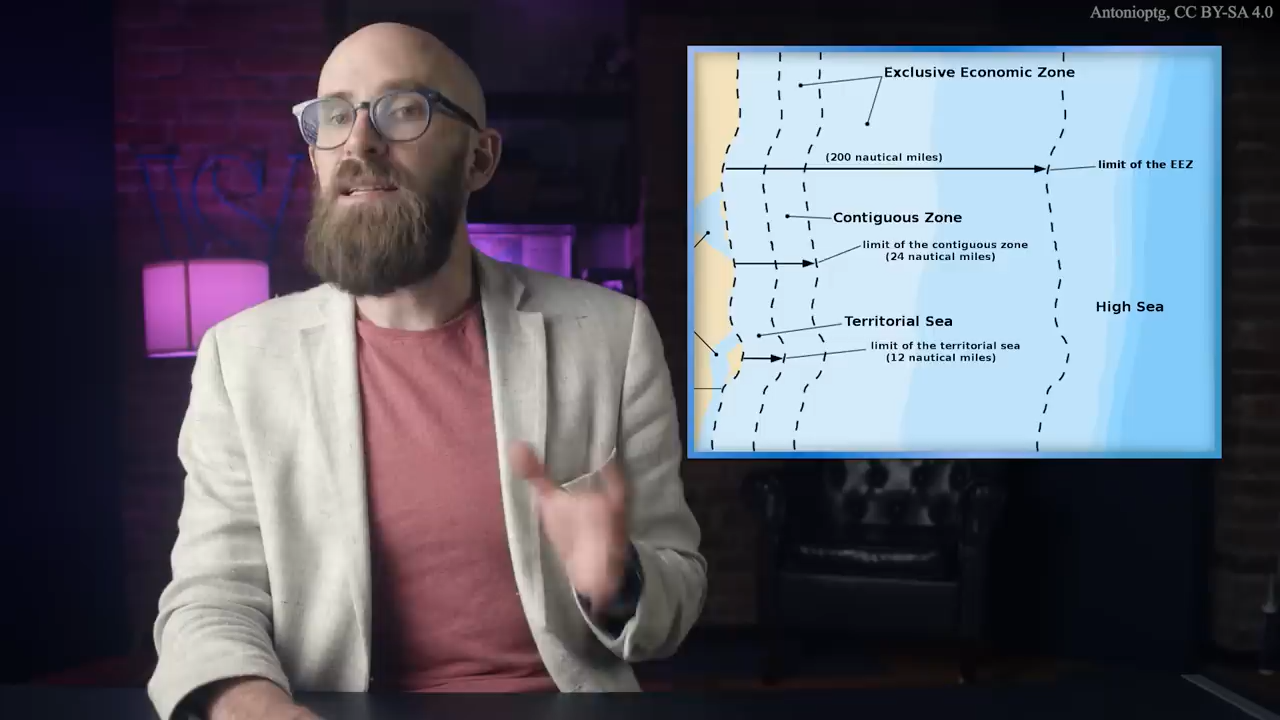 Antonioptg, CC BY-SA 4.0
Exclusive Economic Zone
(200 nautical miles)
limit of the EEZ
Contiguous Zone
limit of the contiguous zone
(24 nautical miles)
High Sea
Territorial Sea
limit of the territorial sea
(12 nautical miles)